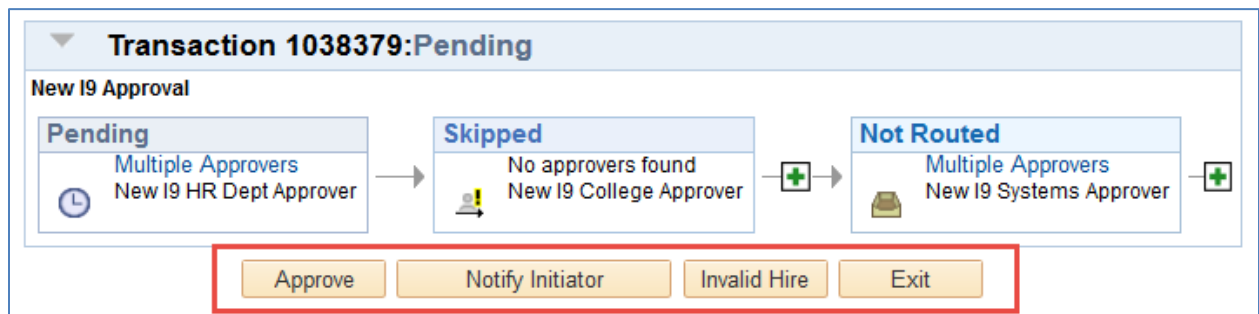 Transaction 1038379:Pending
New I9 Approval
Pending
Multiple Approvers
New I9 HR Dept Approver
Skipped
No approvers found
New I9 College Approver
Not Routed
Multiple Approvers
New I9 Systems Approver
Approve
Notify Initiator
Invalid Hire
Exit